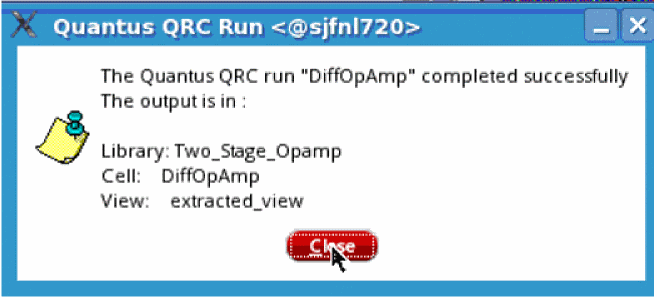 Quantus QRC Run <@sjfnl720>
The Quantus QRC run "DiffOpAmp" completed successfully
The output is in :
Library: Two_Stage_Opamp
Cell: DiffOpAmp
View: extracted_view
Close